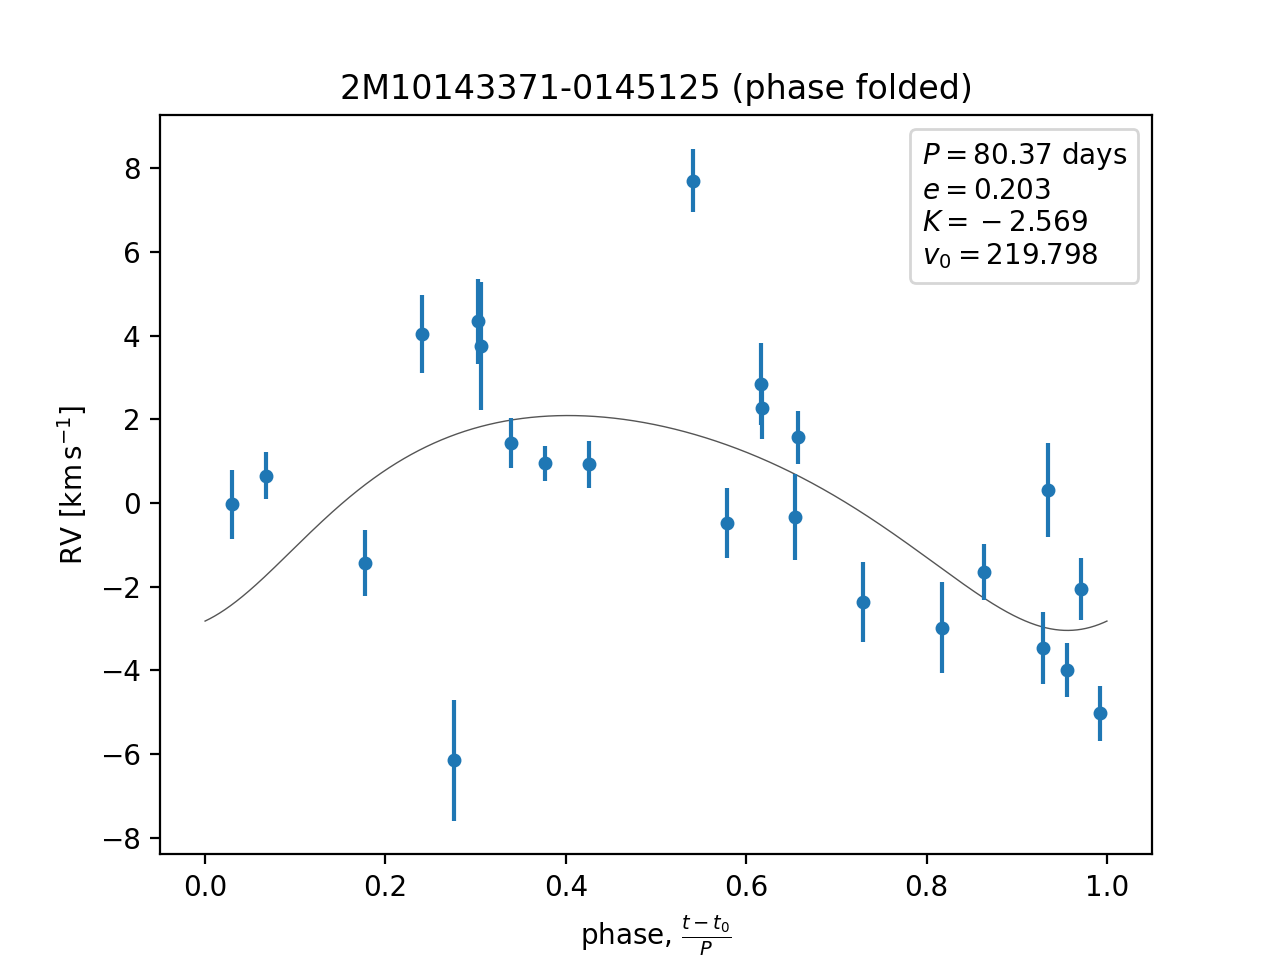 2M10143371-0145125 (phase folded)
P = 80.37 days
e = 0.203
K = −2.569
v₀ = 219.798
8
6
4
2
0
−2
−4
−6
−8
RV [km s⁻¹]
0.0 0.2 0.4 0.6 0.8 1.0
phase, (t − t₀)/P